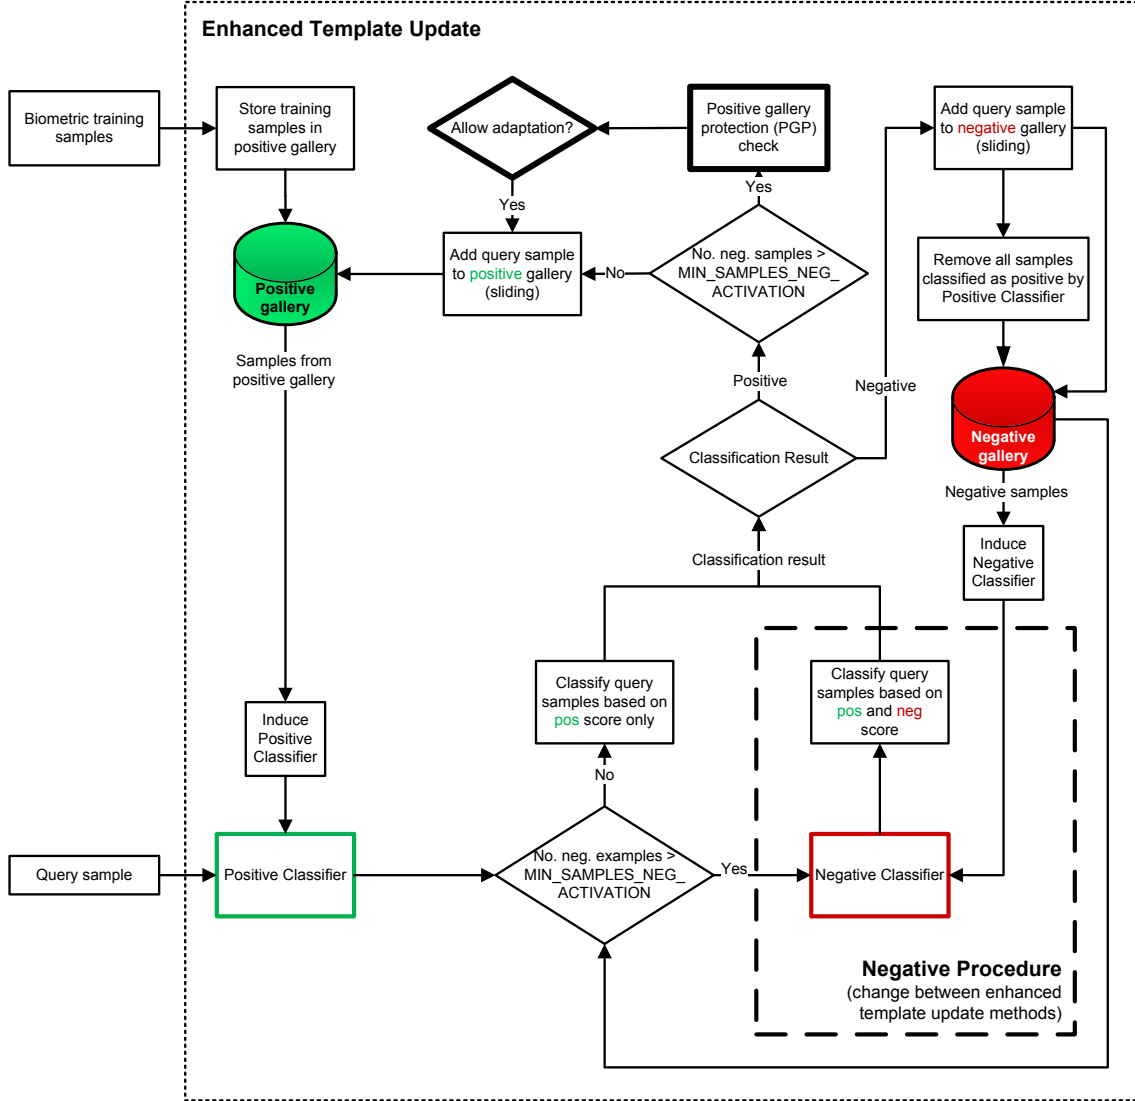 Enhanced Template Update
Biometric training
samples
Store training
samples in
positive gallery
Allow adaptation?
Positive gallery
protection (PGP)
check
Add query sample
to negative gallery
(sliding)
Yes
Yes
Add query sample
to positive gallery
(sliding)
No
No. neg. samples >
MIN_SAMPLES_NEG_
ACTIVATION
Remove all samples
classified as positive by
Positive Classifier
Positive
gallery
Samples from
positive gallery
Positive
Negative
Negative
gallery
Classification Result
Negative samples
Classification result
Induce
Negative
Classifier
Classify query
samples based on
pos score only
Classify query
samples based on
pos and neg
score
Induce
Positive
Classifier
No
Query sample
Positive Classifier
No. neg. examples >
MIN_SAMPLES_NEG_
ACTIVATION
Yes
Negative Classifier
Negative Procedure
(change between enhanced
template update methods)